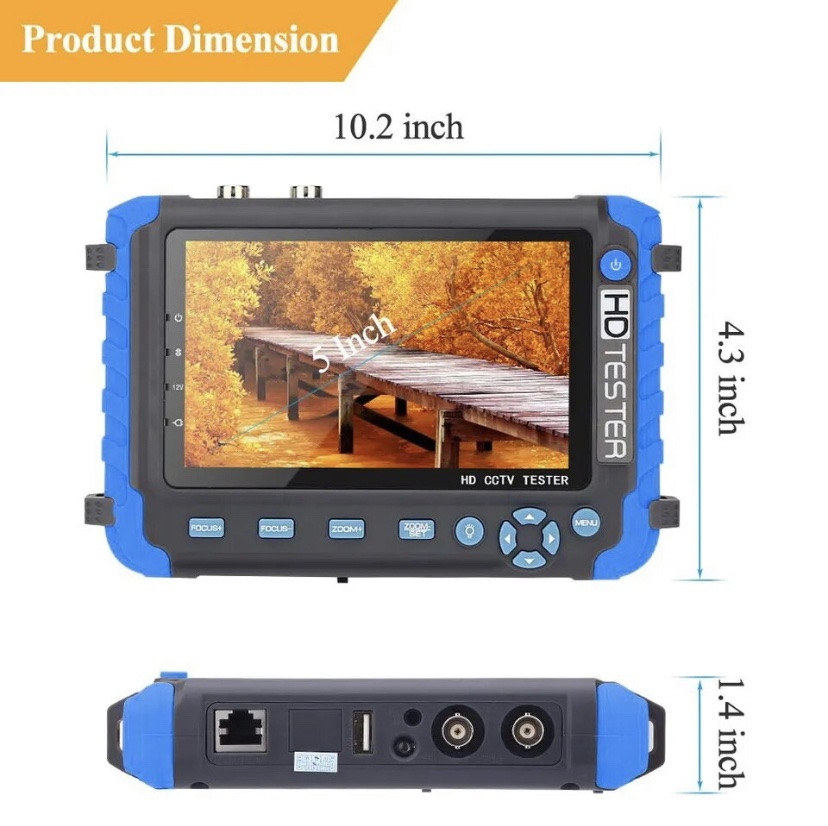 Product Dimension
10.2 inch
HD TESTER
4.3 inch
5 Inch
12V
HD CCTV TESTER
FOCUS+
FOCUS-
ZOOM+
ZOOM-
SET
MENU
1.4 inch